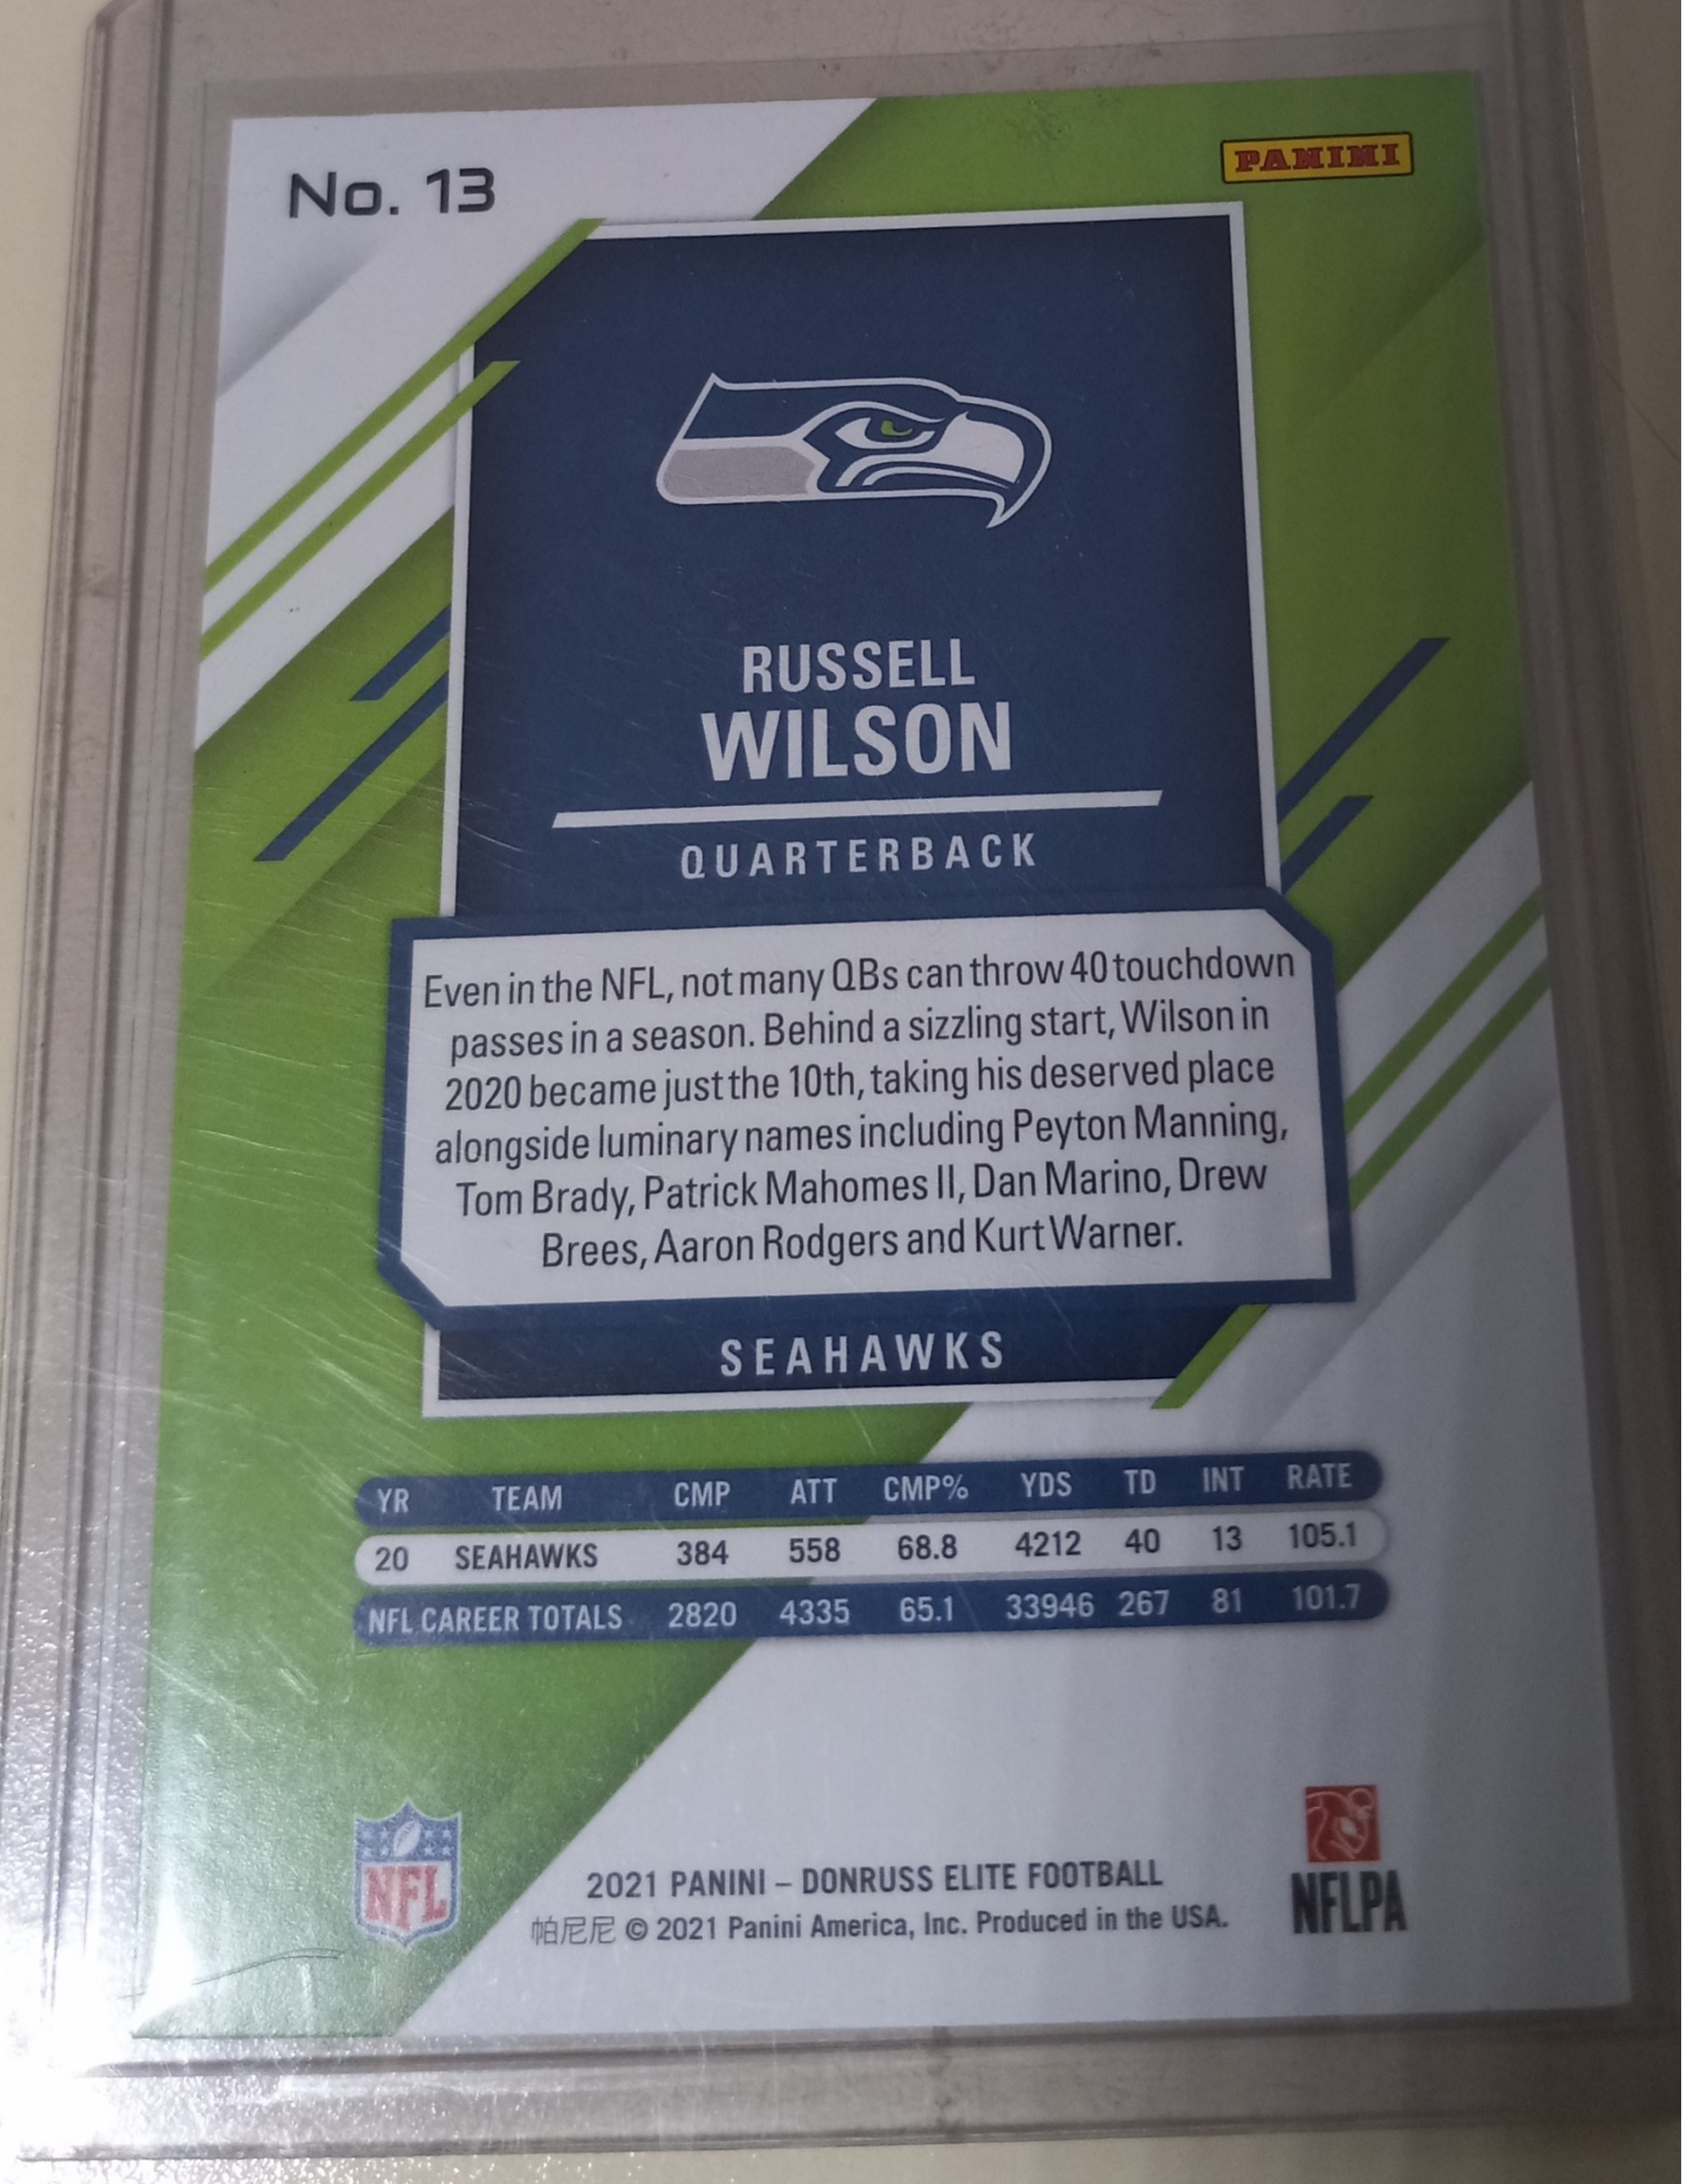 No. 13
PANINI
RUSSELL
WILSON
QUARTERBACK
Even in the NFL, not many QBs can throw 40 touchdown
passes in a season. Behind a sizzling start, Wilson in
2020 became just the 10th, taking his deserved place
alongside luminary names including Peyton Manning,
Tom Brady, Patrick Mahomes II, Dan Marino, Drew
Brees, Aaron Rodgers and Kurt Warner.
SEAHAWKS
YR TEAM CMP ATT CMP% YDS TD INT RATE
20 SEAHAWKS 384 558 68.8 4212 40 13 105.1
NFL CAREER TOTALS 2820 4335 65.1 33946 267 81 101.7
NFL
2021 PANINI – DONRUSS ELITE FOOTBALL
帕尼尼 © 2021 Panini America, Inc. Produced in the USA.
NFLPA